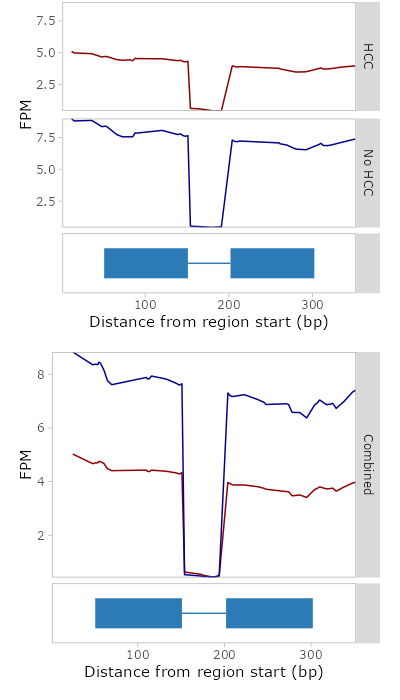 7.5
5.0
2.5
HCC
FPM
7.5
5.0
2.5
No HCC
100 200 300
Distance from region start (bp)
8
6
4
2
FPM
Combined
100 200 300
Distance from region start (bp)